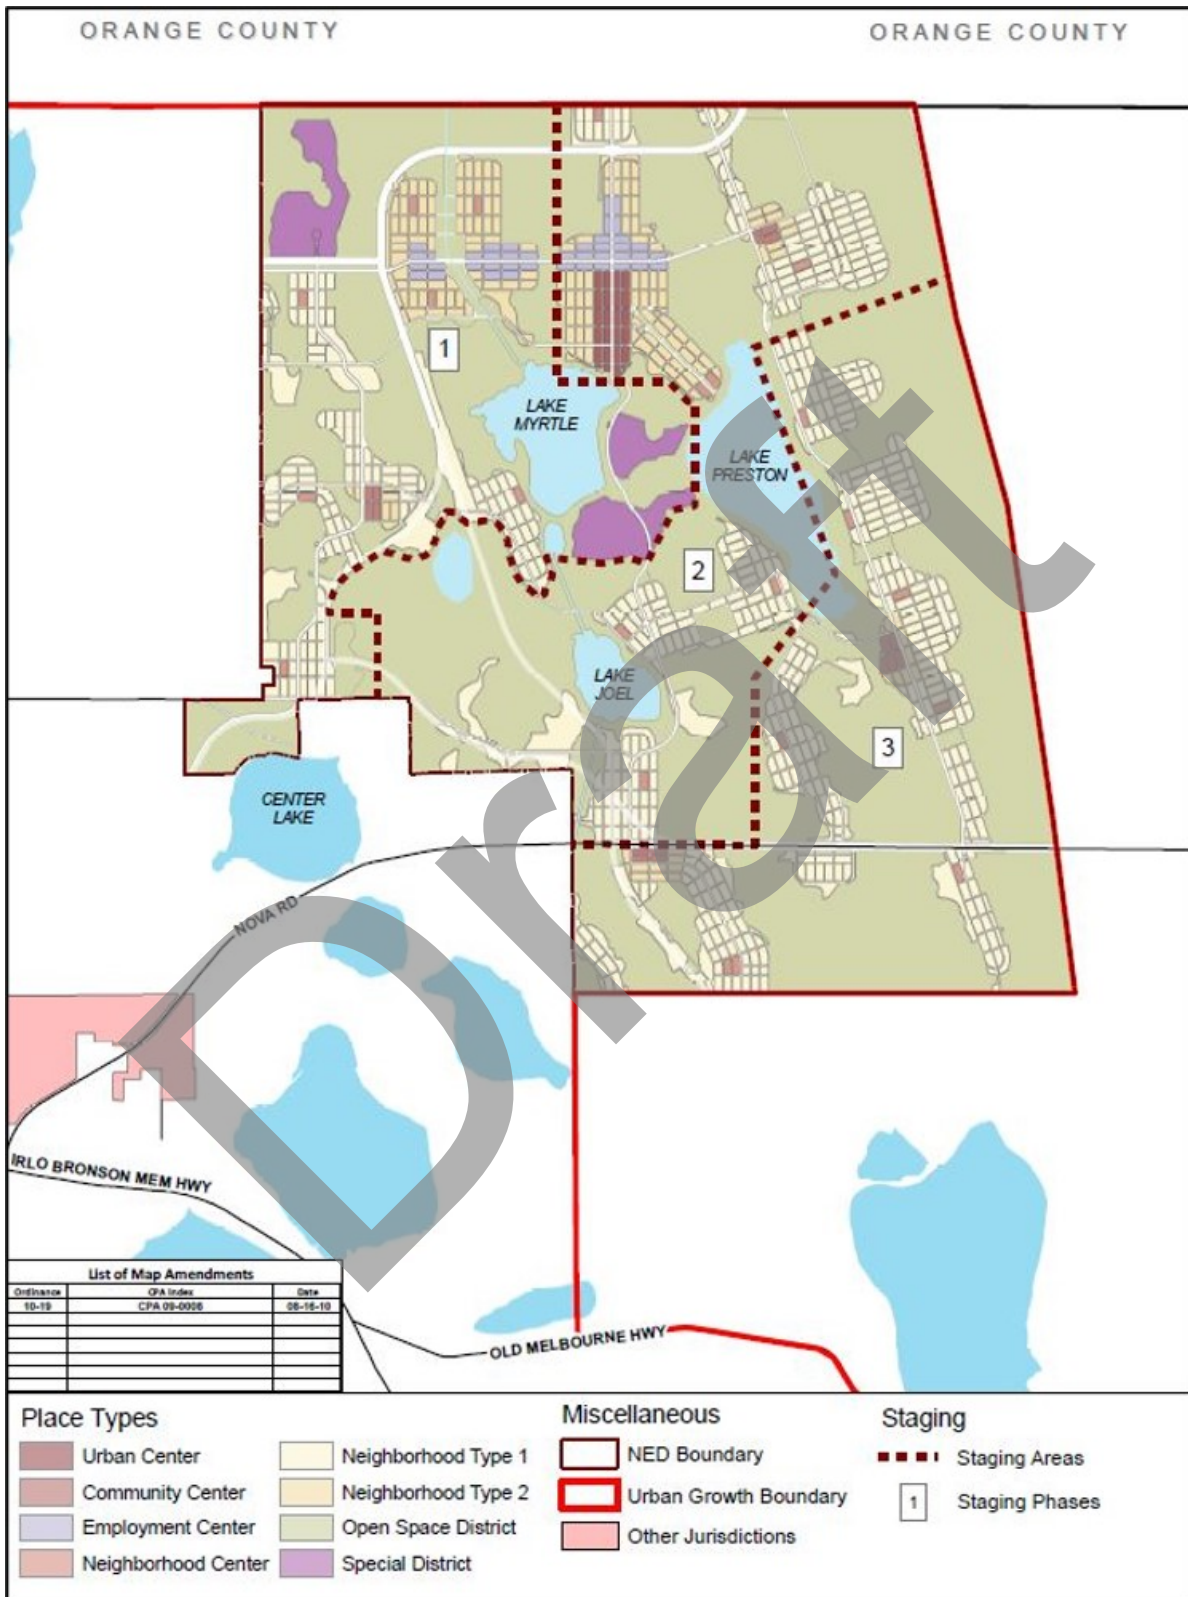 ORANGE COUNTY
ORANGE COUNTY
1
LAKE
MYRTLE
LAKE
PRESTON
2
LAKE
JOEL
3
CENTER
LAKE
NOVA RD
Draft
IRLO BRONSON MEM HWY
OLD MELBOURNE HWY
List of Map Amendments
Ordinance CPA Index Date
10-19 CPA 09-0006 08-16-10
Place Types
Urban Center
Community Center
Employment Center
Neighborhood Center
Neighborhood Type 1
Neighborhood Type 2
Open Space District
Special District
Miscellaneous
NED Boundary
Urban Growth Boundary
Other Jurisdictions
Staging
Staging Areas
1 Staging Phases